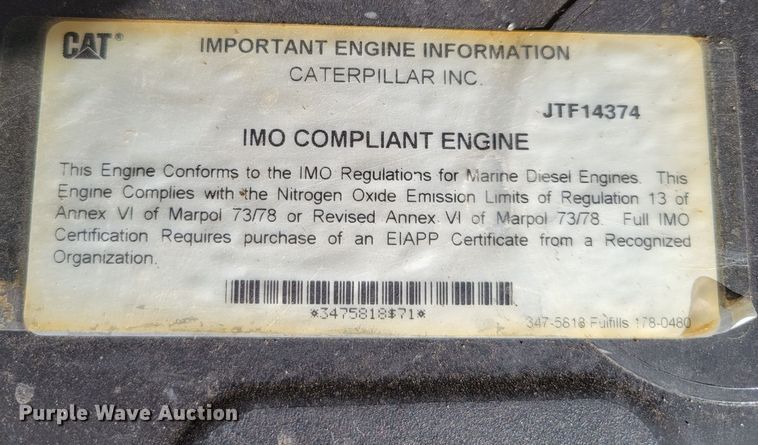 CAT®
IMPORTANT ENGINE INFORMATION
CATERPILLAR INC.
JTF14374
IMO COMPLIANT ENGINE
This Engine Conforms to the IMO Regulations for Marine Diesel Engines. This
Engine Complies with the Nitrogen Oxide Emission Limits of Regulation 13 of
Annex VI of Marpol 73/78 or Revised Annex VI of Marpol 73/78. Full IMO
Certification Requires purchase of an EIAPP Certificate from a Recognized
Organization.
*3475818$71*
347-5818 Fulfills 178-0480
Purple Wave Auction